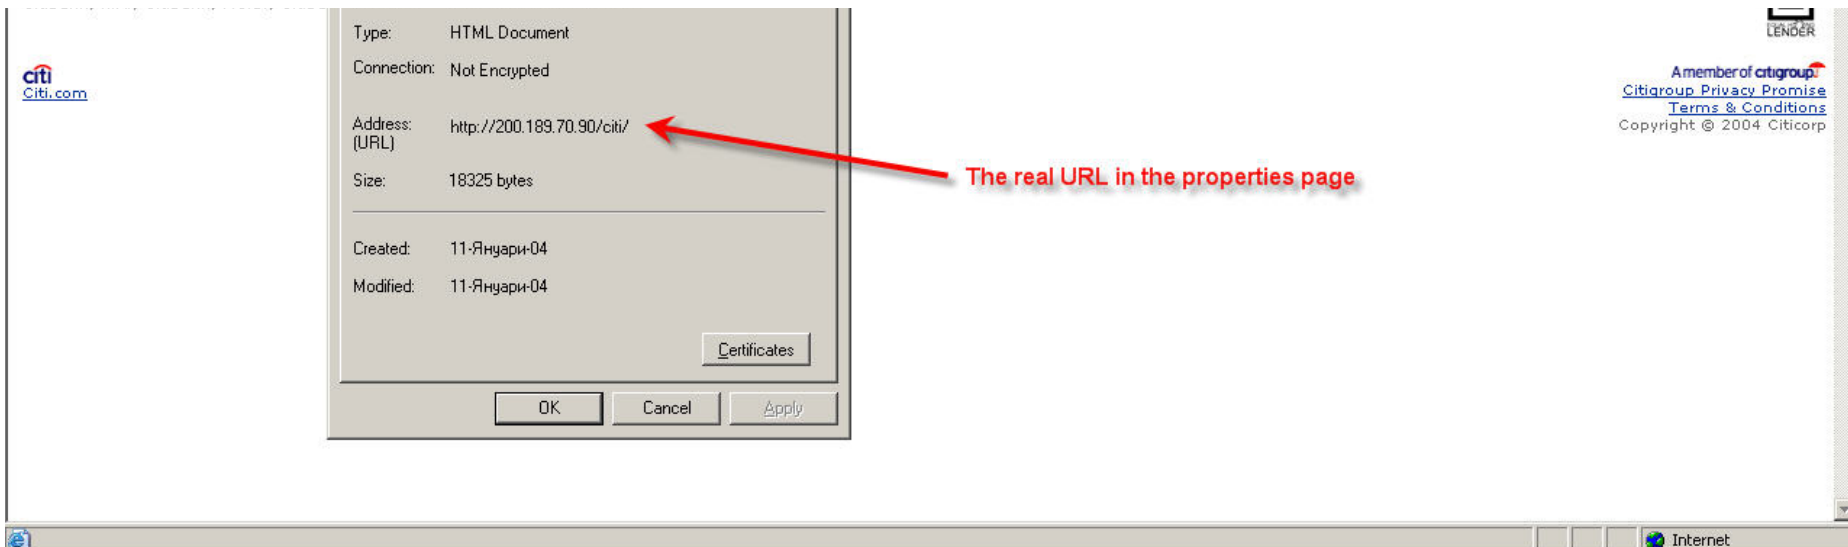 Type: HTML Document
LENDER
Connection: Not Encrypted
citi
A member of citigroup
Citi.com
Citigroup Privacy Promise
Terms & Conditions
Address: http://200.189.70.90/citi/
(URL)
Copyright © 2004 Citicorp
Size: 18325 bytes
The real URL in the properties page
Created: 11-Януари-04
Modified: 11-Януари-04
Certificates
OK Cancel Apply
Internet